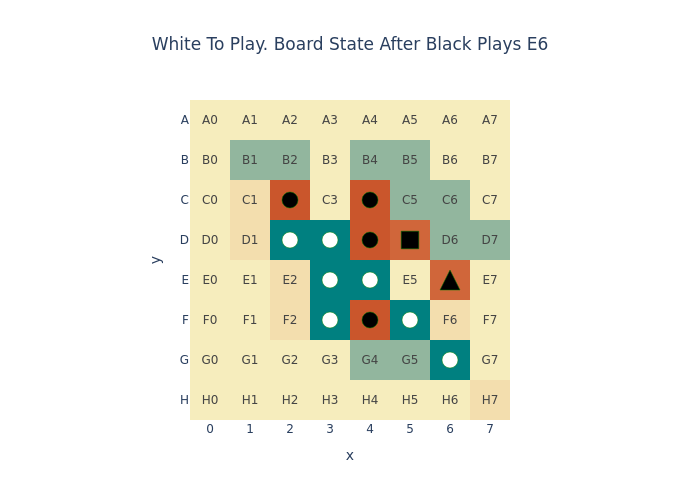 White To Play. Board State After Black Plays E6
A A0 A1 A2 A3 A4 A5 A6 A7
B B0 B1 B2 B3 B4 B5 B6 B7
C C0 C1 C3 C5 C6 C7
D D0 D1 D6 D7
y
E E0 E1 E2 E5 E7
F F0 F1 F2 F6 F7
G G0 G1 G2 G3 G4 G5 G7
H H0 H1 H2 H3 H4 H5 H6 H7
0 1 2 3 4 5 6 7
x